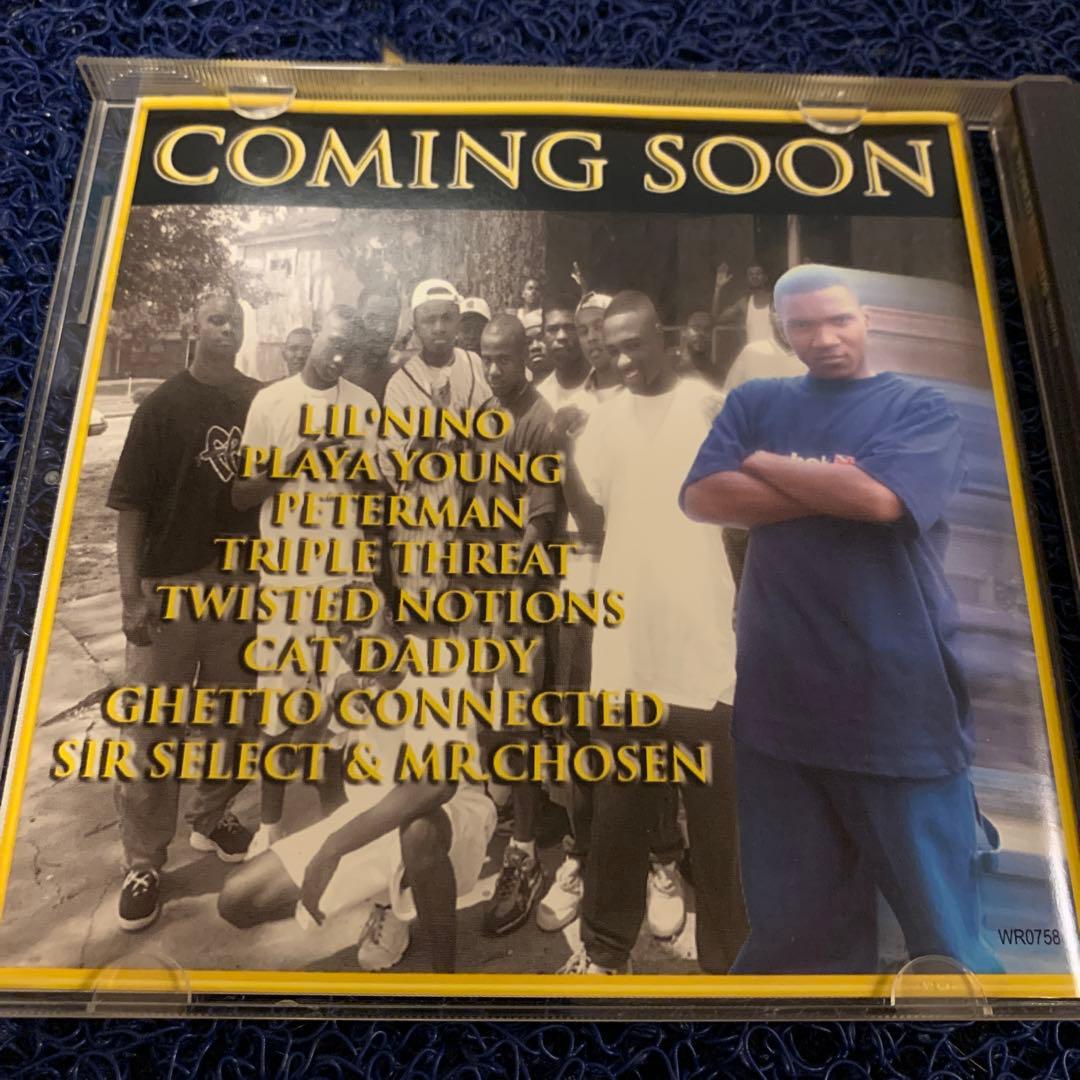 COMING SOON
LIL' NINO
PLAYA YOUNG
PETERMAN
TRIPLE THREAT
TWISTED NOTIONS
CAT DADDY
GHETTO CONNECTED
SIR SELECT & MR.CHOSEN
WR0758